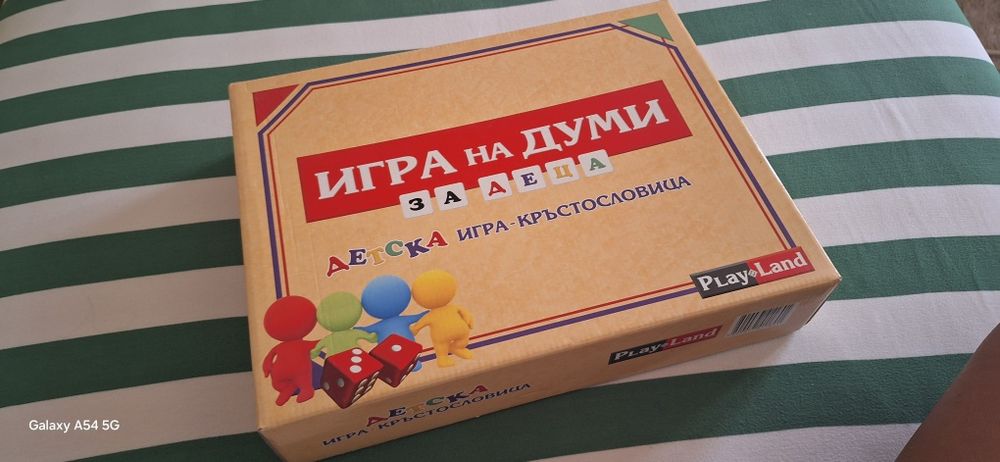 ИГРА НА ДУМИ
ЗА ДЕЦА
ДЕТСКА ИГРА-КРЪСТОСЛОВИЦА
PLay Land
PLay Land
ДЕТСКА
ИГРА-КРЪСТОСЛОВИЦА
Galaxy A54 5G